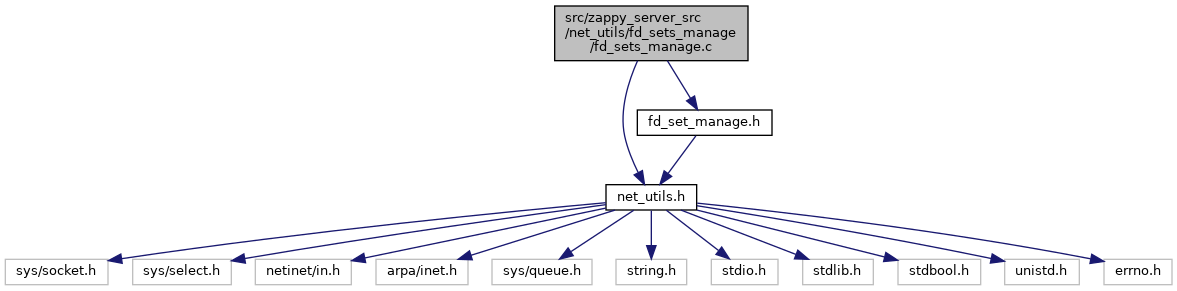 src/zappy_server_src
/net_utils/fd_sets_manage
/fd_sets_manage.c
fd_set_manage.h
net_utils.h
sys/socket.h
sys/select.h
netinet/in.h
arpa/inet.h
sys/queue.h
string.h
stdio.h
stdlib.h
stdbool.h
unistd.h
errno.h